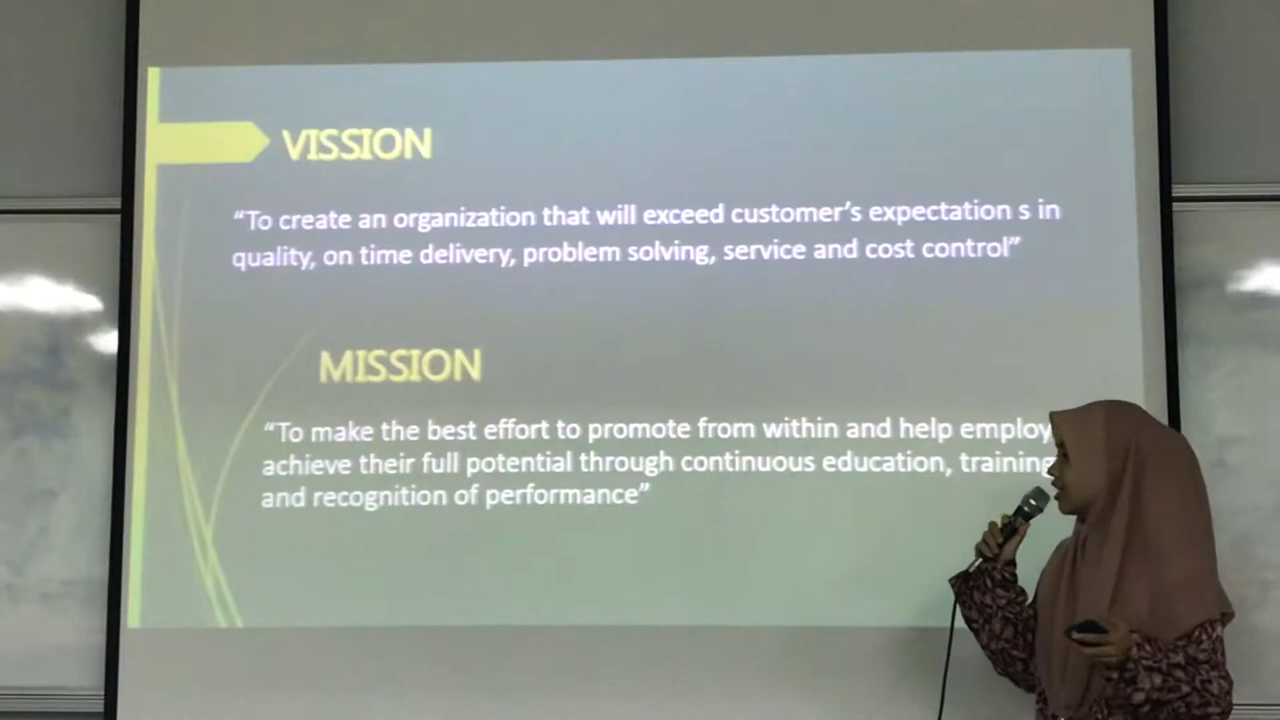 VISSION
“To create an organization that will exceed customer’s expectation s in
quality, on time delivery, problem solving, service and cost control”
MISSION
“To make the best effort to promote from within and help employ
achieve their full potential through continuous education, training
and recognition of performance”